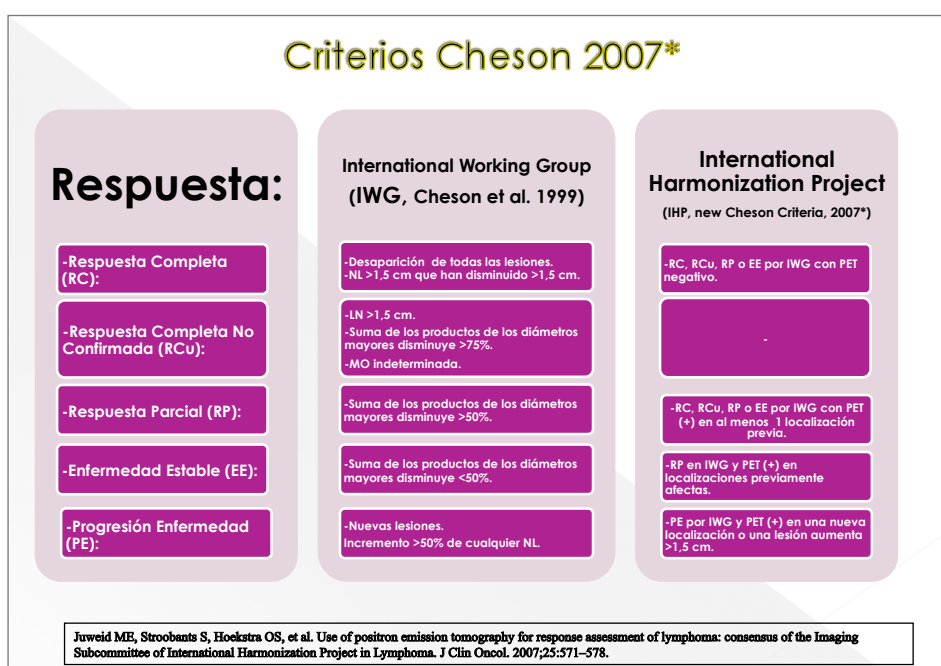 Criterios Cheson 2007*
Respuesta:
-Respuesta Completa
(RC):
-Respuesta Completa No
Confirmada (RCu):
-Respuesta Parcial (RP):
-Enfermedad Estable (EE):
-Progresión Enfermedad
(PE):
International Working Group
(IWG, Cheson et al. 1999)
-Desaparición de todas las lesiones.
-NL >1,5 cm que han disminuido >1,5 cm.
-LN >1,5 cm.
-Suma de los productos de los diámetros
mayores disminuye >75%.
-MO indeterminada.
-Suma de los productos de los diámetros
mayores disminuye >50%.
-Suma de los productos de los diámetros
mayores disminuye <50%.
-Nuevas lesiones.
Incremento >50% de cualquier NL.
International
Harmonization Project
(IHP, new Cheson Criteria, 2007*)
-RC, RCu, RP o EE por IWG con PET
negativo.
-
-RC, RCu, RP o EE por IWG con PET
(+) en al menos 1 localización
previa.
-RP en IWG y PET (+) en
localizaciones previamente
afectas.
-PE por IWG y PET (+) en una nueva
localización o una lesión aumenta
>1,5 cm.
Juweid ME, Stroobants S, Hoekstra OS, et al. Use of positron emission tomography for response assessment of lymphoma: consensus of the Imaging
Subcommittee of International Harmonization Project in Lymphoma. J Clin Oncol. 2007;25:571–578.